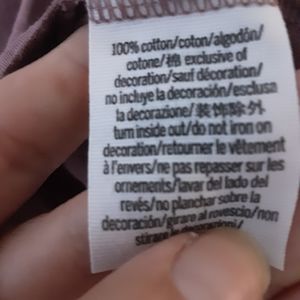 100% cotton/coton/algodón/
cotone/棉 exclusive of
decoration/sauf décoration/
no incluye la decoración/esclusa
la decorazione/装饰除外
turn inside out/do not iron on
decoration/retourner le vêtement
à l'envers/ne pas repasser sur les
ornements/lavar del lado del
revés/no planchar sobre la
decoración/girare al rovescio/non
stirare